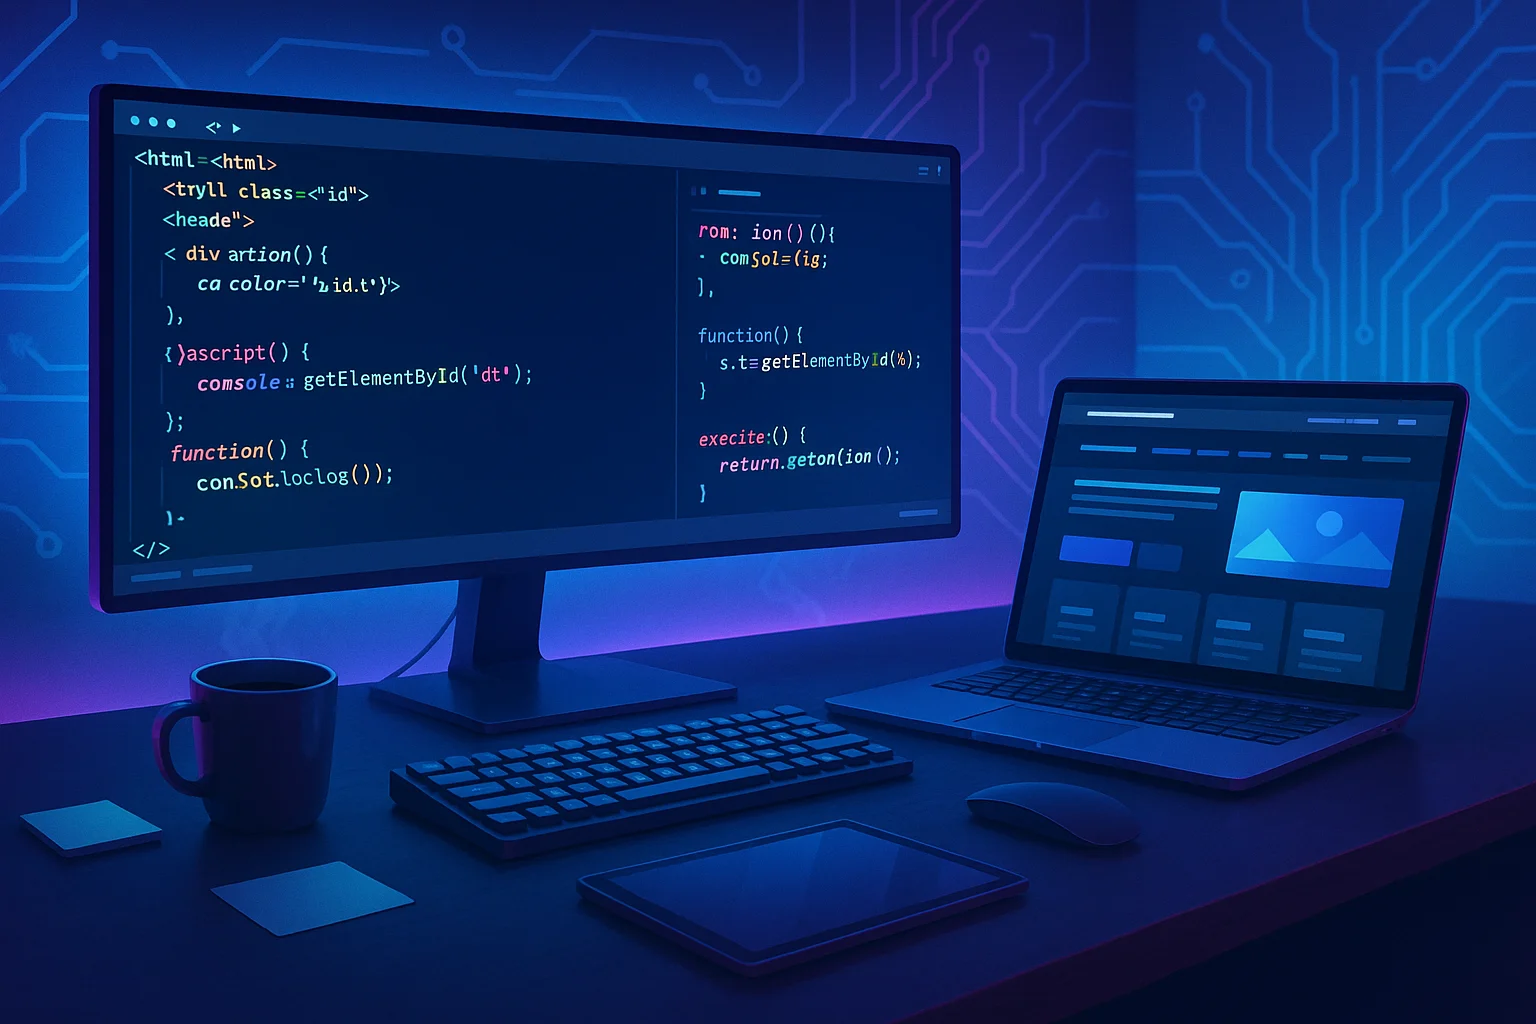 <html=<html>
<tryll class=<"id">
<heade">
< div artion() {
ca color=' id.t'}'>
),
{ }ascript() {
comsole :: getElementById('dt');
};
function() {
con.Sot.loclog());
}-
</>
rom: ion()(){
· comSol=(ig;
],
function() {
s.t=getElementById(%);
}
execite:() {
return.geton(ion();
}